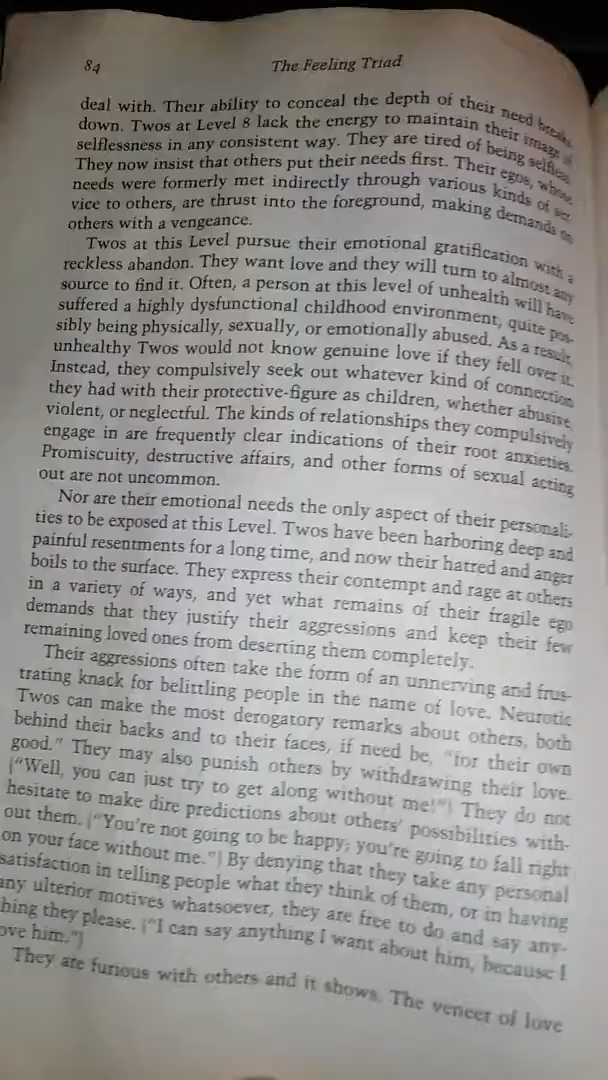 84 The Feeling Triad
deal with. Their ability to conceal the depth of their need breaks
down. Twos at Level 8 lack the energy to maintain their image of
selflessness in any consistent way. They are tired of being selfless.
They now insist that others put their needs first. Their egos, whose
needs were formerly met indirectly through various kinds of ser-
vice to others, are thrust into the foreground, making demands on
others with a vengeance.
Twos at this Level pursue their emotional gratification with a
reckless abandon. They want love and they will turn to almost any
source to find it. Often, a person at this level of unhealth will have
suffered a highly dysfunctional childhood environment, quite pos-
sibly being physically, sexually, or emotionally abused. As a result,
unhealthy Twos would not know genuine love if they fell over it.
Instead, they compulsively seek out whatever kind of connection
they had with their protective-figure as children, whether abusive,
violent, or neglectful. The kinds of relationships they compulsively
engage in are frequently clear indications of their root anxieties.
Promiscuity, destructive affairs, and other forms of sexual acting
out are not uncommon.
Nor are their emotional needs the only aspect of their personali-
ties to be exposed at this Level. Twos have been harboring deep and
painful resentments for a long time, and now their hatred and anger
boils to the surface. They express their contempt and rage at others
in a variety of ways, and yet what remains of their fragile ego
demands that they justify their aggressions and keep their few
remaining loved ones from deserting them completely.
Their aggressions often take the form of an unnerving and frus-
trating knack for belittling people in the name of love. Neurotic
Twos can make the most derogatory remarks about others, both
behind their backs and to their faces, if need be, "for their own
good." They may also punish others by withdrawing their love.
("Well, you can just try to get along without me!") They do not
hesitate to make dire predictions about others' possibilities with-
out them. ("You're not going to be happy; you're going to fall right
on your face without me.") By denying that they take any personal
satisfaction in telling people what they think of them, or in having
any ulterior motives whatsoever, they are free to do and say any-
hing they please. ("I can say anything I want about him, because I
ove him.")
They are furious with others and it shows. The veneer of love